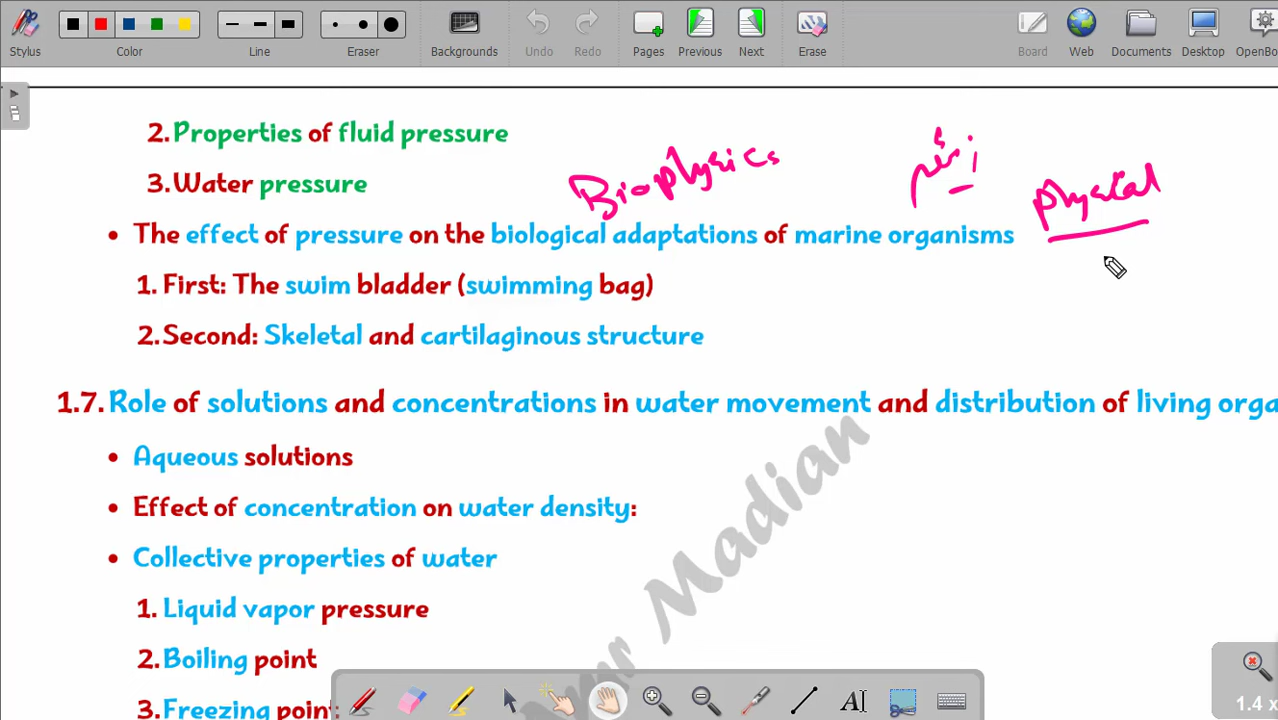 Stylus
Color
Line
Eraser
Backgrounds
Undo
Redo
Pages
Previous
Next
Erase
Board
Web
Documents
Desktop
OpenBo
2. Properties of fluid pressure
3. Water pressure
Biophysics
physical
• The effect of pressure on the biological adaptations of marine organisms
1. First: The swim bladder (swimming bag)
2. Second: Skeletal and cartilaginous structure
1.7. Role of solutions and concentrations in water movement and distribution of living orga
• Aqueous solutions
• Effect of concentration on water density:
• Collective properties of water
1. Liquid vapor pressure
2. Boiling point
3. Freezing point
Madian
1.4 x